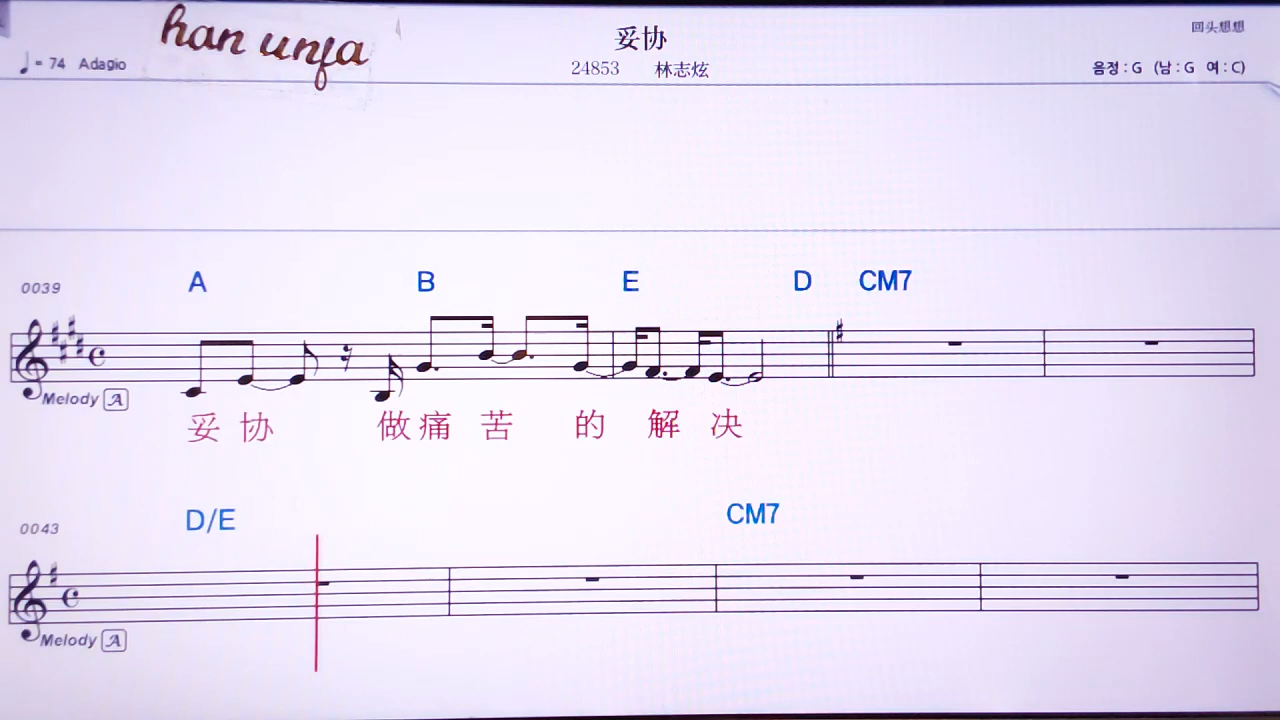 han unfa
妥协
回头想想
♩= 74 Adagio
24853 林志炫
음정 : G (남 : G 여 : C)
A B E D CM7
0039
Melody A
妥 协 做 痛 苦 的 解 决
D/E CM7
0043
Melody A